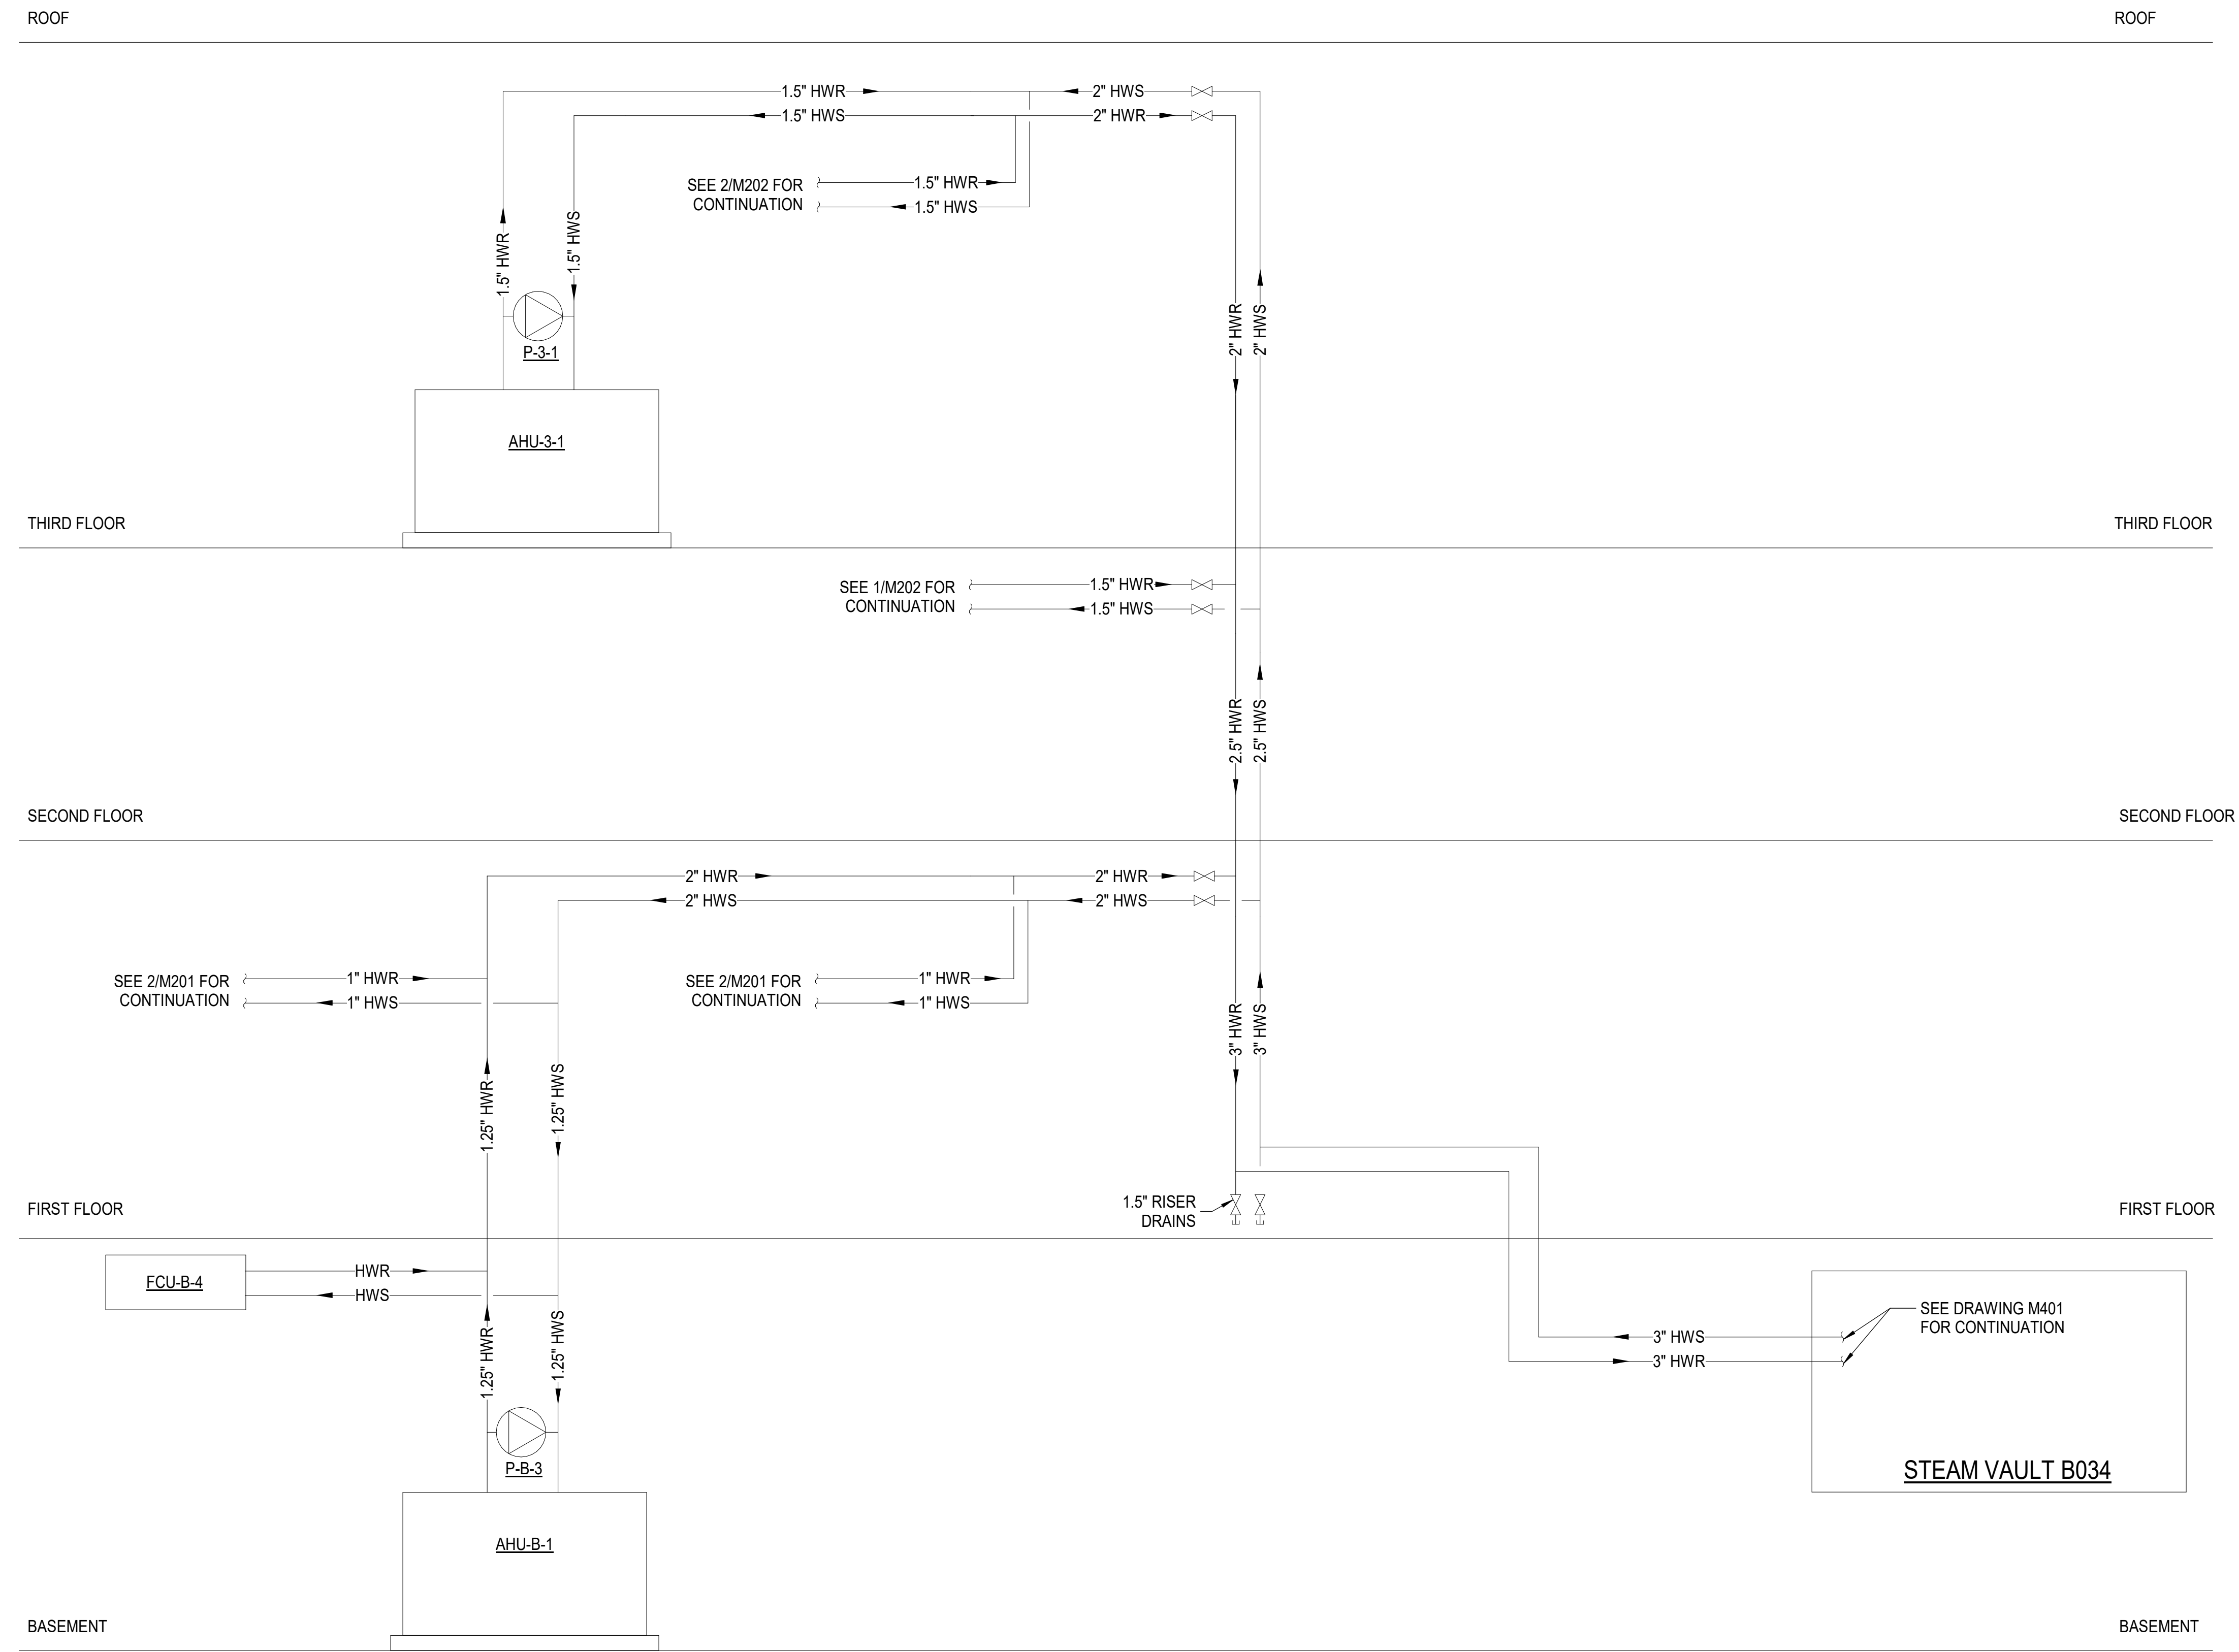 ROOF
ROOF
1.5" HWR
2" HWS
1.5" HWS
2" HWR
SEE 2/M202 FOR
CONTINUATION
1.5" HWR
1.5" HWS
1.5" HWR
1.5" HWS
2" HWR
2" HWS
P-3-1
AHU-3-1
THIRD FLOOR
THIRD FLOOR
SEE 1/M202 FOR
CONTINUATION
1.5" HWR
1.5" HWS
2.5" HWR
2.5" HWS
SECOND FLOOR
SECOND FLOOR
2" HWR
2" HWR
2" HWS
2" HWS
SEE 2/M201 FOR
CONTINUATION
1" HWR
1" HWS
SEE 2/M201 FOR
CONTINUATION
1" HWR
1" HWS
3" HWR
3" HWS
1.25" HWR
1.25" HWS
1.5" RISER
DRAINS
FIRST FLOOR
FIRST FLOOR
FCU-B-4
HWR
HWS
1.25" HWR
1.25" HWS
3" HWS
3" HWR
SEE DRAWING M401
FOR CONTINUATION
P-B-3
STEAM VAULT B034
AHU-B-1
BASEMENT
BASEMENT